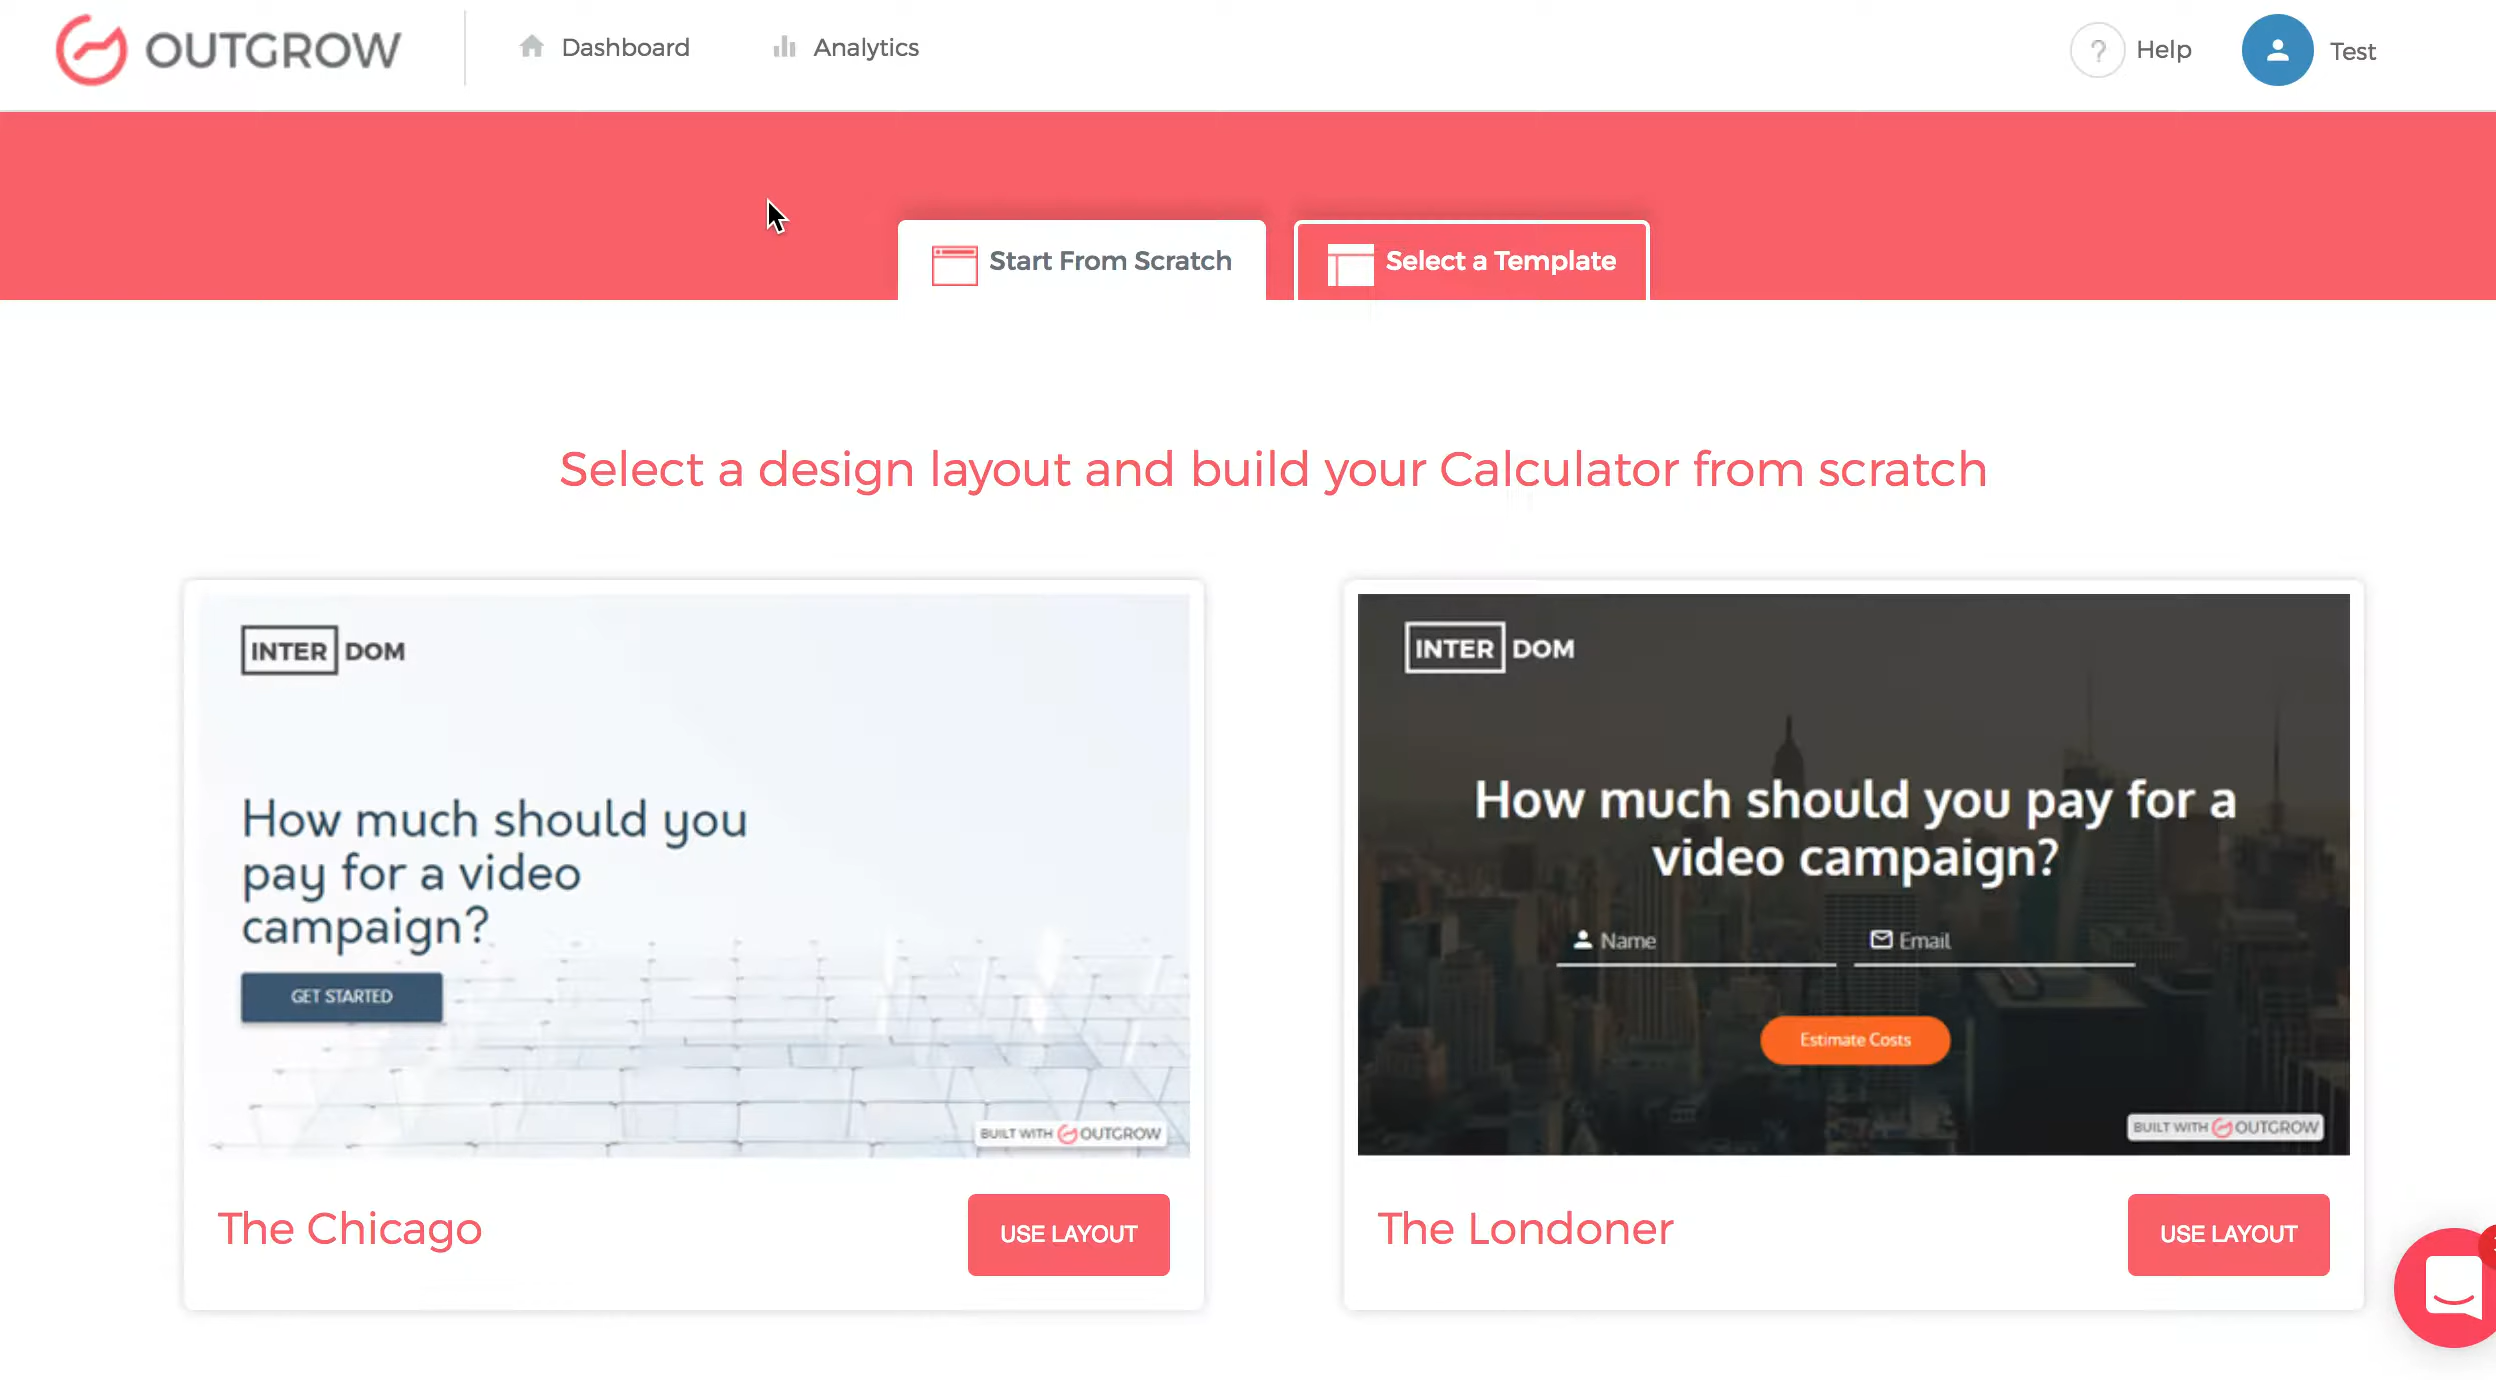 OUTGROW
Dashboard
Analytics
?
Help
Test
Start From Scratch
Select a Template
Select a design layout and build your Calculator from scratch
INTER DOM
How much should you
pay for a video
campaign?
GET STARTED
BUILT WITH OUTGROW
The Chicago
USE LAYOUT
INTER DOM
How much should you pay for a
video campaign?
Name
Email
Estimate Costs
BUILT WITH OUTGROW
The Londoner
USE LAYOUT